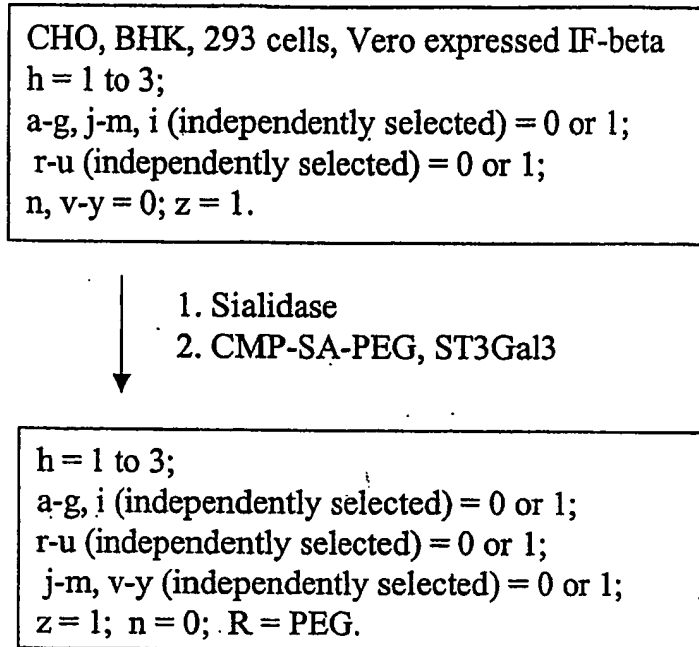 CHO, BHK, 293 cells, Vero expressed IF-beta
h = 1 to 3;
a-g, j-m, i (independently selected) = 0 or 1;
r-u (independently selected) = 0 or 1;
n, v-y = 0; z = 1.
1. Sialidase
2. CMP-SA-PEG, ST3Gal3
h = 1 to 3;
a-g, i (independently selected) = 0 or 1;
r-u (independently selected) = 0 or 1;
j-m, v-y (independently selected) = 0 or 1;
z = 1; n = 0; R = PEG.